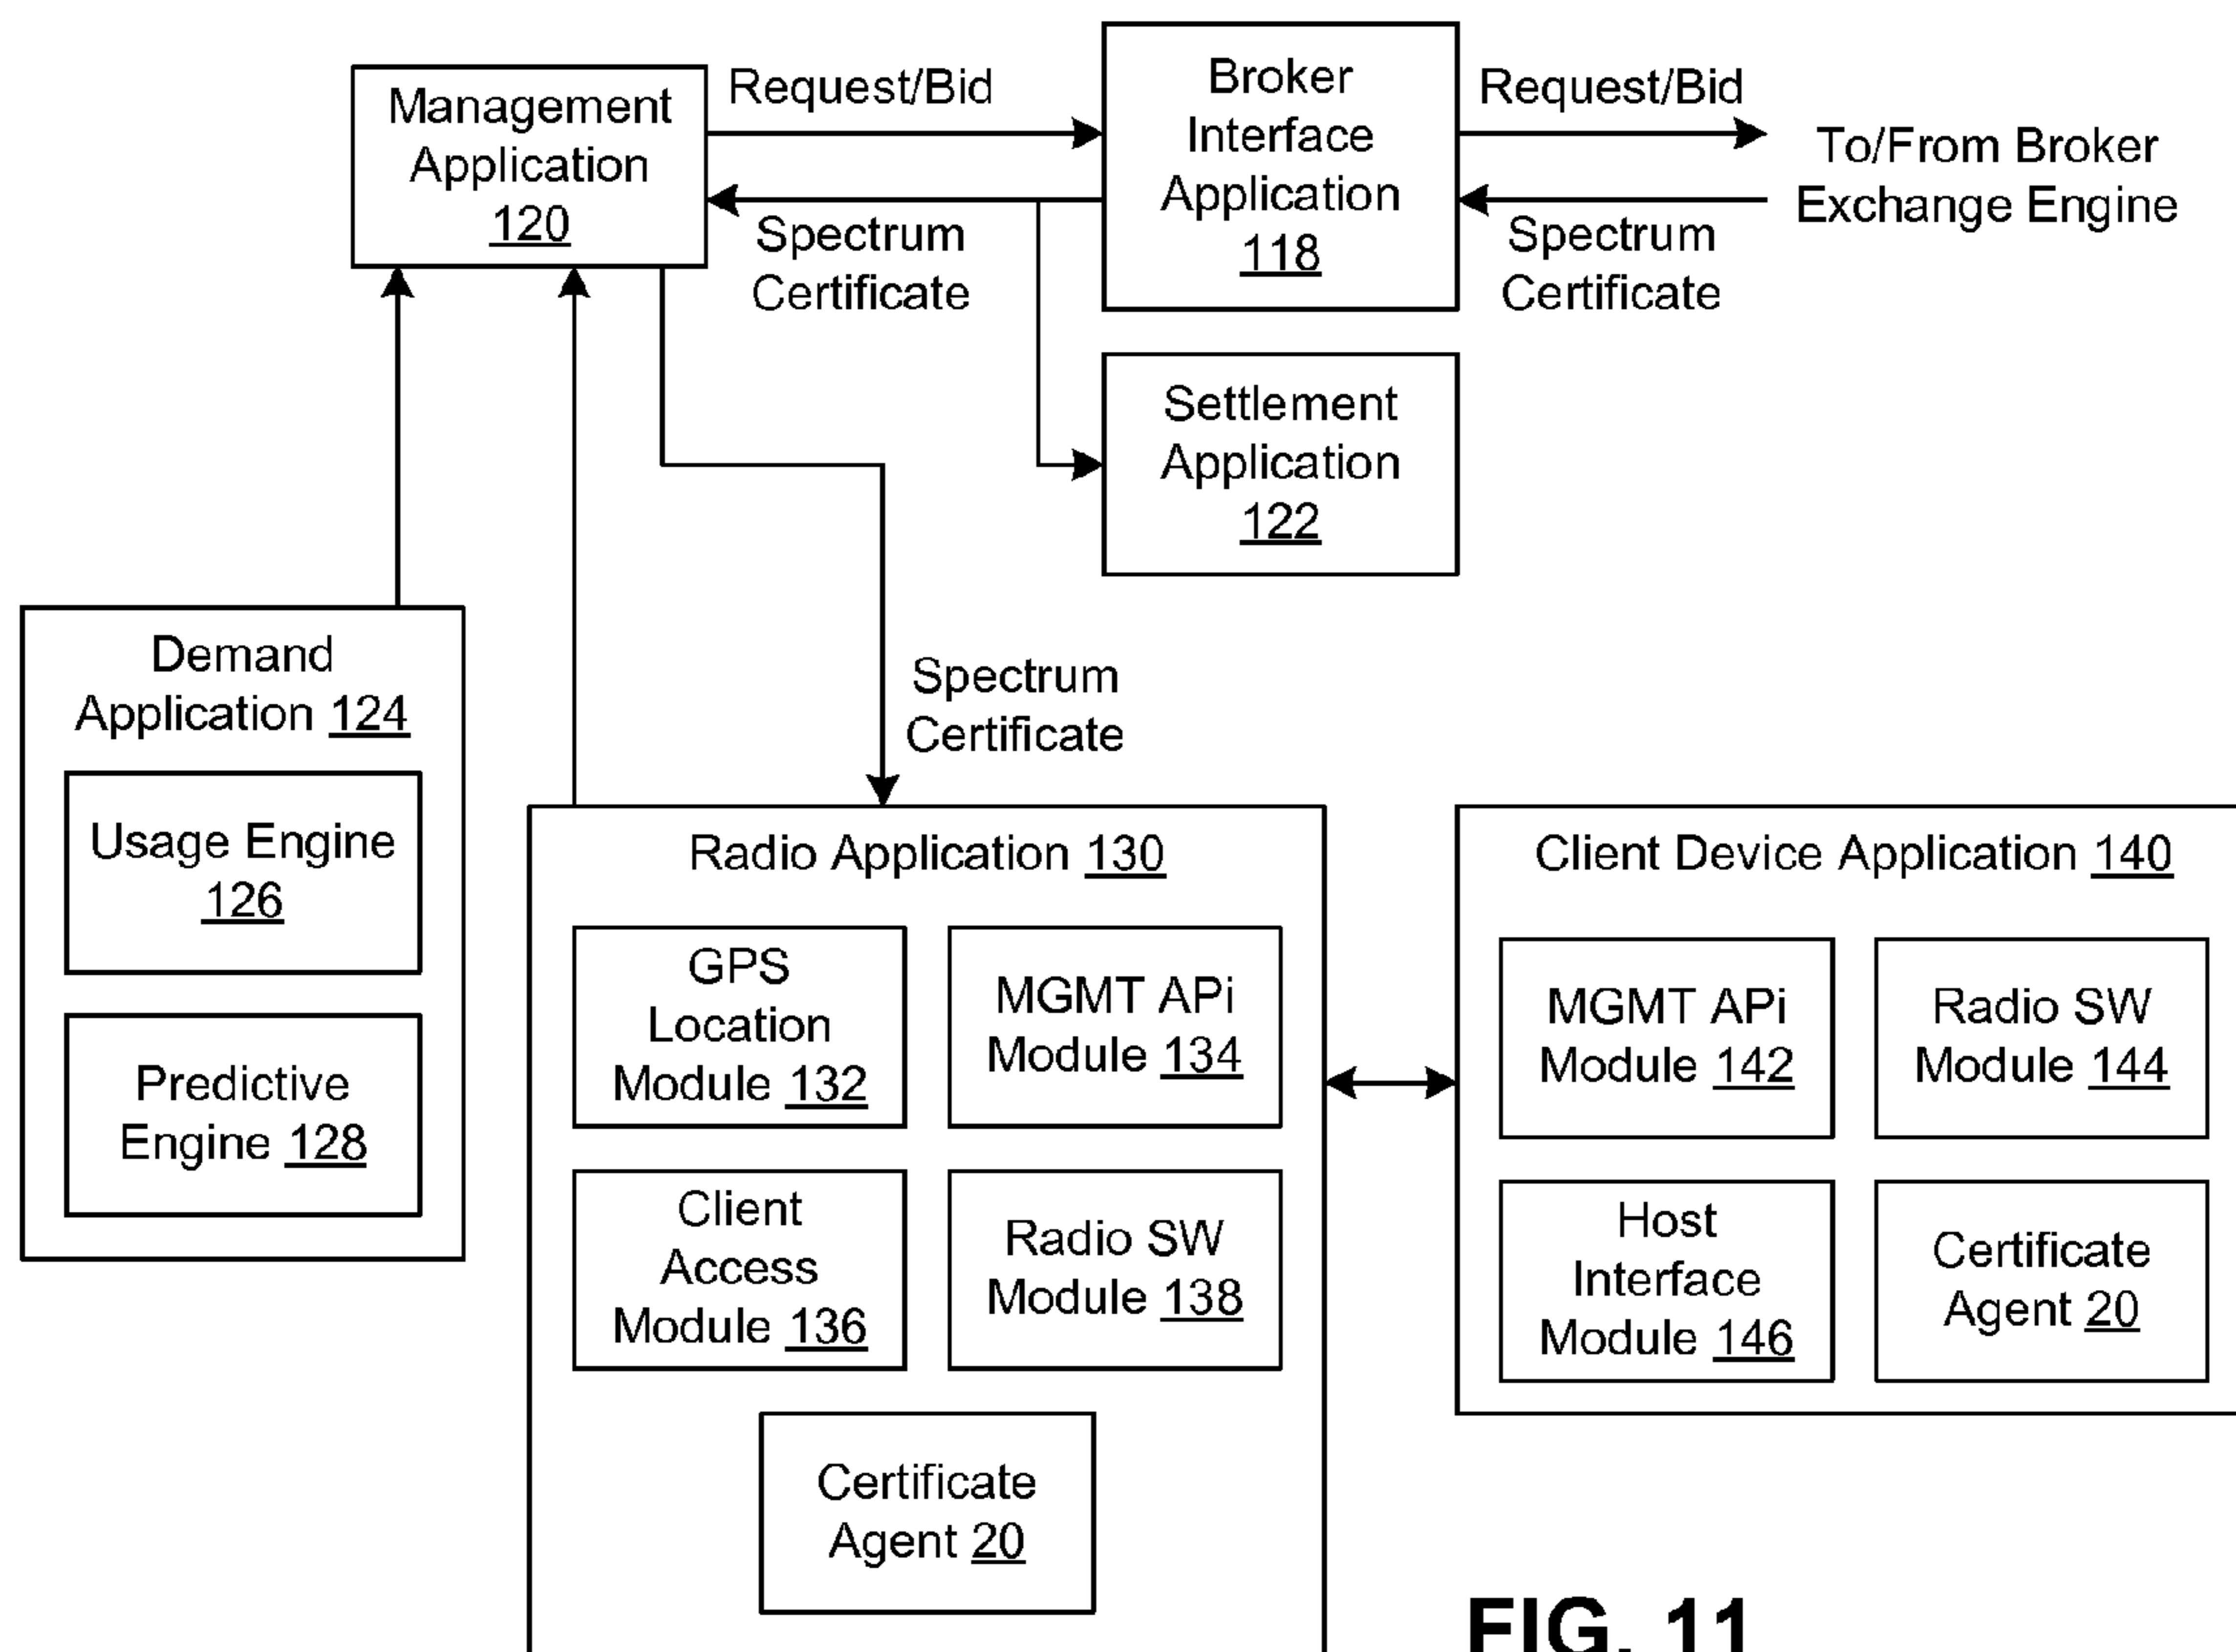 Management
Application
120
Request/Bid
Broker
Interface
Application
118
Request/Bid
To/From Broker
Exchange Engine
Spectrum
Certificate
Spectrum
Certificate
Settlement
Application
122
Demand
Application 124
Usage Engine
126
Predictive
Engine 128
Spectrum
Certificate
Radio Application 130
GPS
Location
Module 132
MGMT APi
Module 134
Client
Access
Module 136
Radio SW
Module 138
Certificate
Agent 20
Client Device Application 140
MGMT APi
Module 142
Radio SW
Module 144
Host
Interface
Module 146
Certificate
Agent 20
FIG. 11